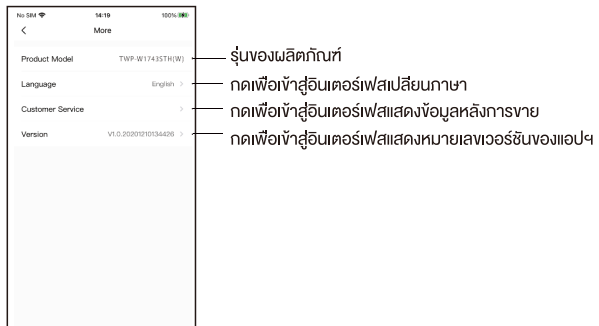 No SIM 14:19 100%
More
Product Model TWP-W1743STH(W) รุ่นของผลิตภัณฑ์
Language English กดเพื่อเข้าสู่อินเตอร์เฟสเปลี่ยนภาษา
Customer Service กดเพื่อเข้าสู่อินเตอร์เฟสแสดงข้อมูลหลังการขาย
Version V1.0.20201210134426 กดเพื่อเข้าสู่อินเตอร์เฟสแสดงหมายเลขเวอร์ชันของแอปฯ